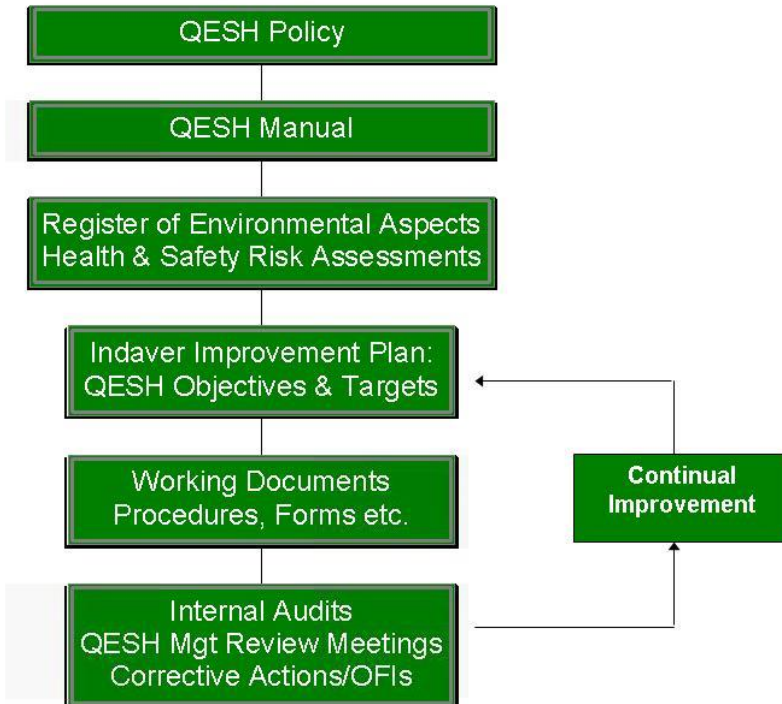 QESH Policy
QESH Manual
Register of Environmental Aspects
Health & Safety Risk Assessments
Indaver Improvement Plan:
QESH Objectives & Targets
Working Documents
Procedures, Forms etc.
Continual
Improvement
Internal Audits
QESH Mgt Review Meetings
Corrective Actions/OFIs